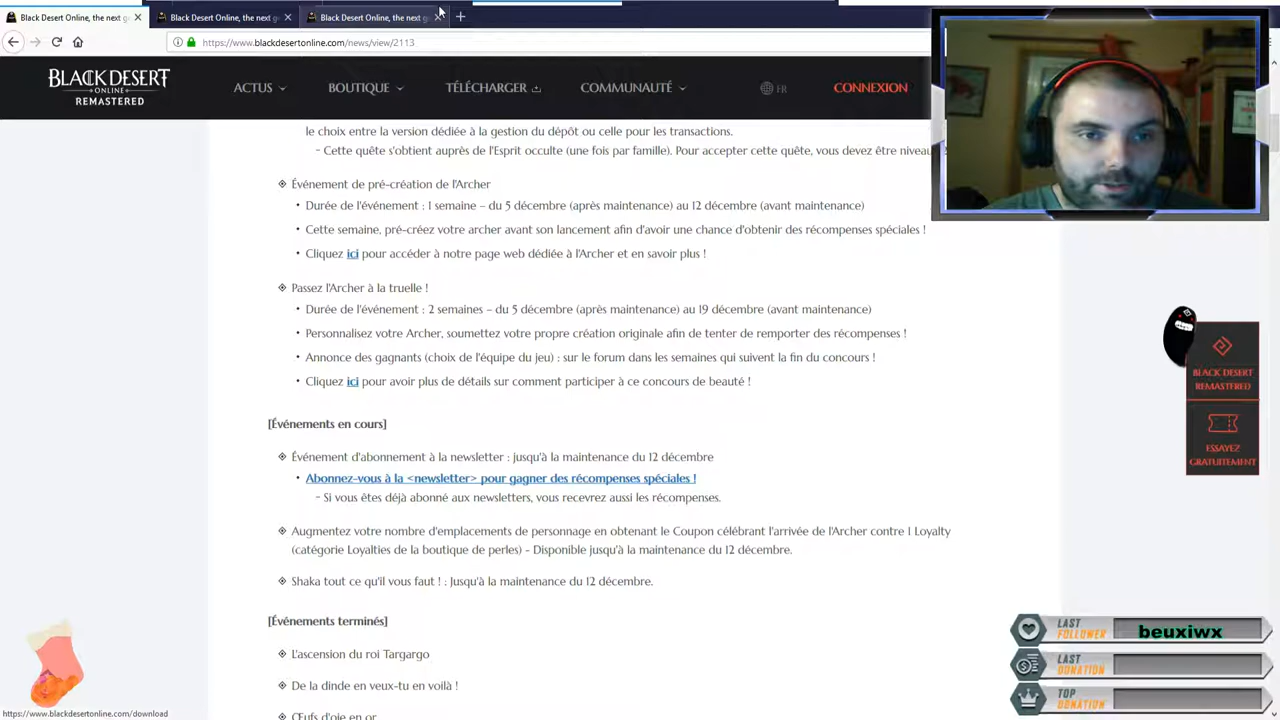 Black Desert Online, the next g
Black Desert Online, the next g
Black Desert Online, the next g
https://www.blackdesertonline.com/news/view/2113
BLACK DESERT
ONLINE
REMASTERED
ACTUS
BOUTIQUE
TÉLÉCHARGER
COMMUNAUTÉ
FR
CONNEXION
le choix entre la version dédiée à la gestion du dépôt ou celle pour les transactions.
- Cette quête s'obtient auprès de l'Esprit occulte (une fois par famille). Pour accepter cette quête, vous devez être niveau
Événement de pré-création de l'Archer
• Durée de l'événement : 1 semaine – du 5 décembre (après maintenance) au 12 décembre (avant maintenance)
• Cette semaine, pré-créez votre archer avant son lancement afin d'avoir une chance d'obtenir des récompenses spéciales !
• Cliquez ici pour accéder à notre page web dédiée à l'Archer et en savoir plus !
Passez l'Archer à la truelle !
• Durée de l'événement : 2 semaines – du 5 décembre (après maintenance) au 19 décembre (avant maintenance)
• Personnalisez votre Archer, soumettez votre propre création originale afin de tenter de remporter des récompenses !
• Annonce des gagnants (choix de l'équipe du jeu) : sur le forum dans les semaines qui suivent la fin du concours !
• Cliquez ici pour avoir plus de détails sur comment participer à ce concours de beauté !
[Événements en cours]
Événement d'abonnement à la newsletter : jusqu'à la maintenance du 12 décembre
• Abonnez-vous à la <newsletter> pour gagner des récompenses spéciales !
- Si vous êtes déjà abonné aux newsletters, vous recevrez aussi les récompenses.
Augmentez votre nombre d'emplacements de personnage en obtenant le Coupon célébrant l'arrivée de l'Archer contre 1 Loyalty
(catégorie Loyalties de la boutique de perles) - Disponible jusqu'à la maintenance du 12 décembre.
Shaka tout ce qu'il vous faut ! : Jusqu'à la maintenance du 12 décembre.
[Événements terminés]
L'ascension du roi Targargo
De la dinde en veux-tu en voilà !
Œufs d'oie en or
BLACK DESERT
REMASTERED
ESSAYEZ
GRATUITEMENT
LAST
FOLLOWER
beuxiwx
LAST
DONATION
TOP
DONATION
https://www.blackdesertonline.com/download